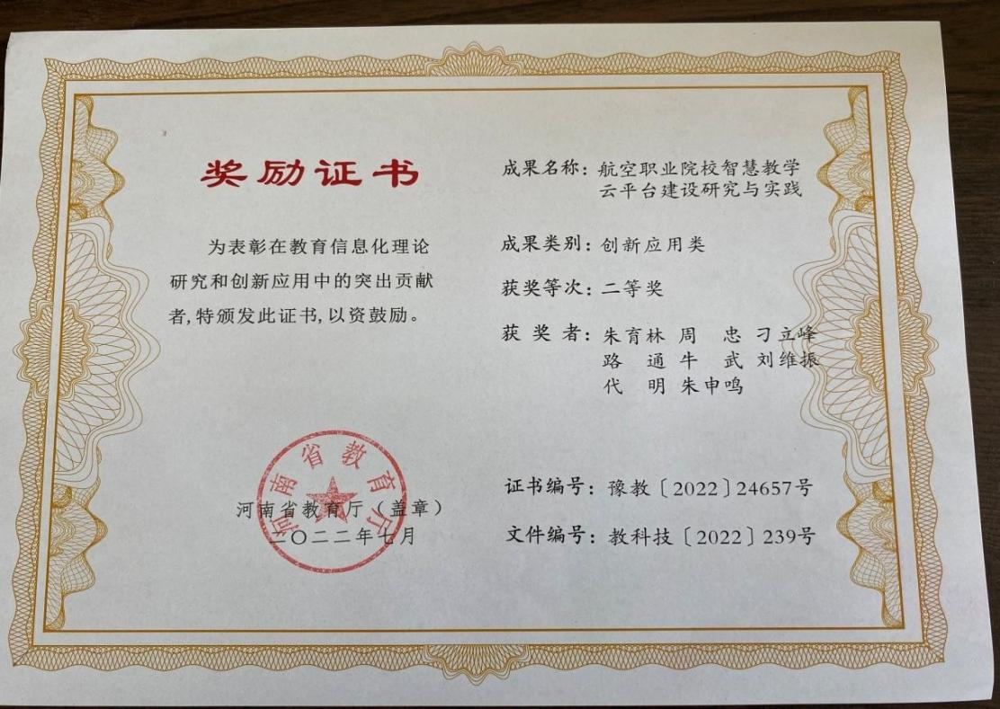 奖励证书
为表彰在教育信息化理论
研究和创新应用中的突出贡献
者,特颁发此证书,以资鼓励。
河南省教育厅
河南省教育厅（盖章）
二〇二二年七月
成果名称：航空职业院校智慧教学
云平台建设研究与实践
成果类别：创新应用类
获奖等次：二等奖
获 奖 者：朱育林 周　忠 刁立峰
路　通 牛　武 刘维振
代　明 朱申鸣
证书编号：豫教〔2022〕24657号
文件编号：教科技〔2022〕239号